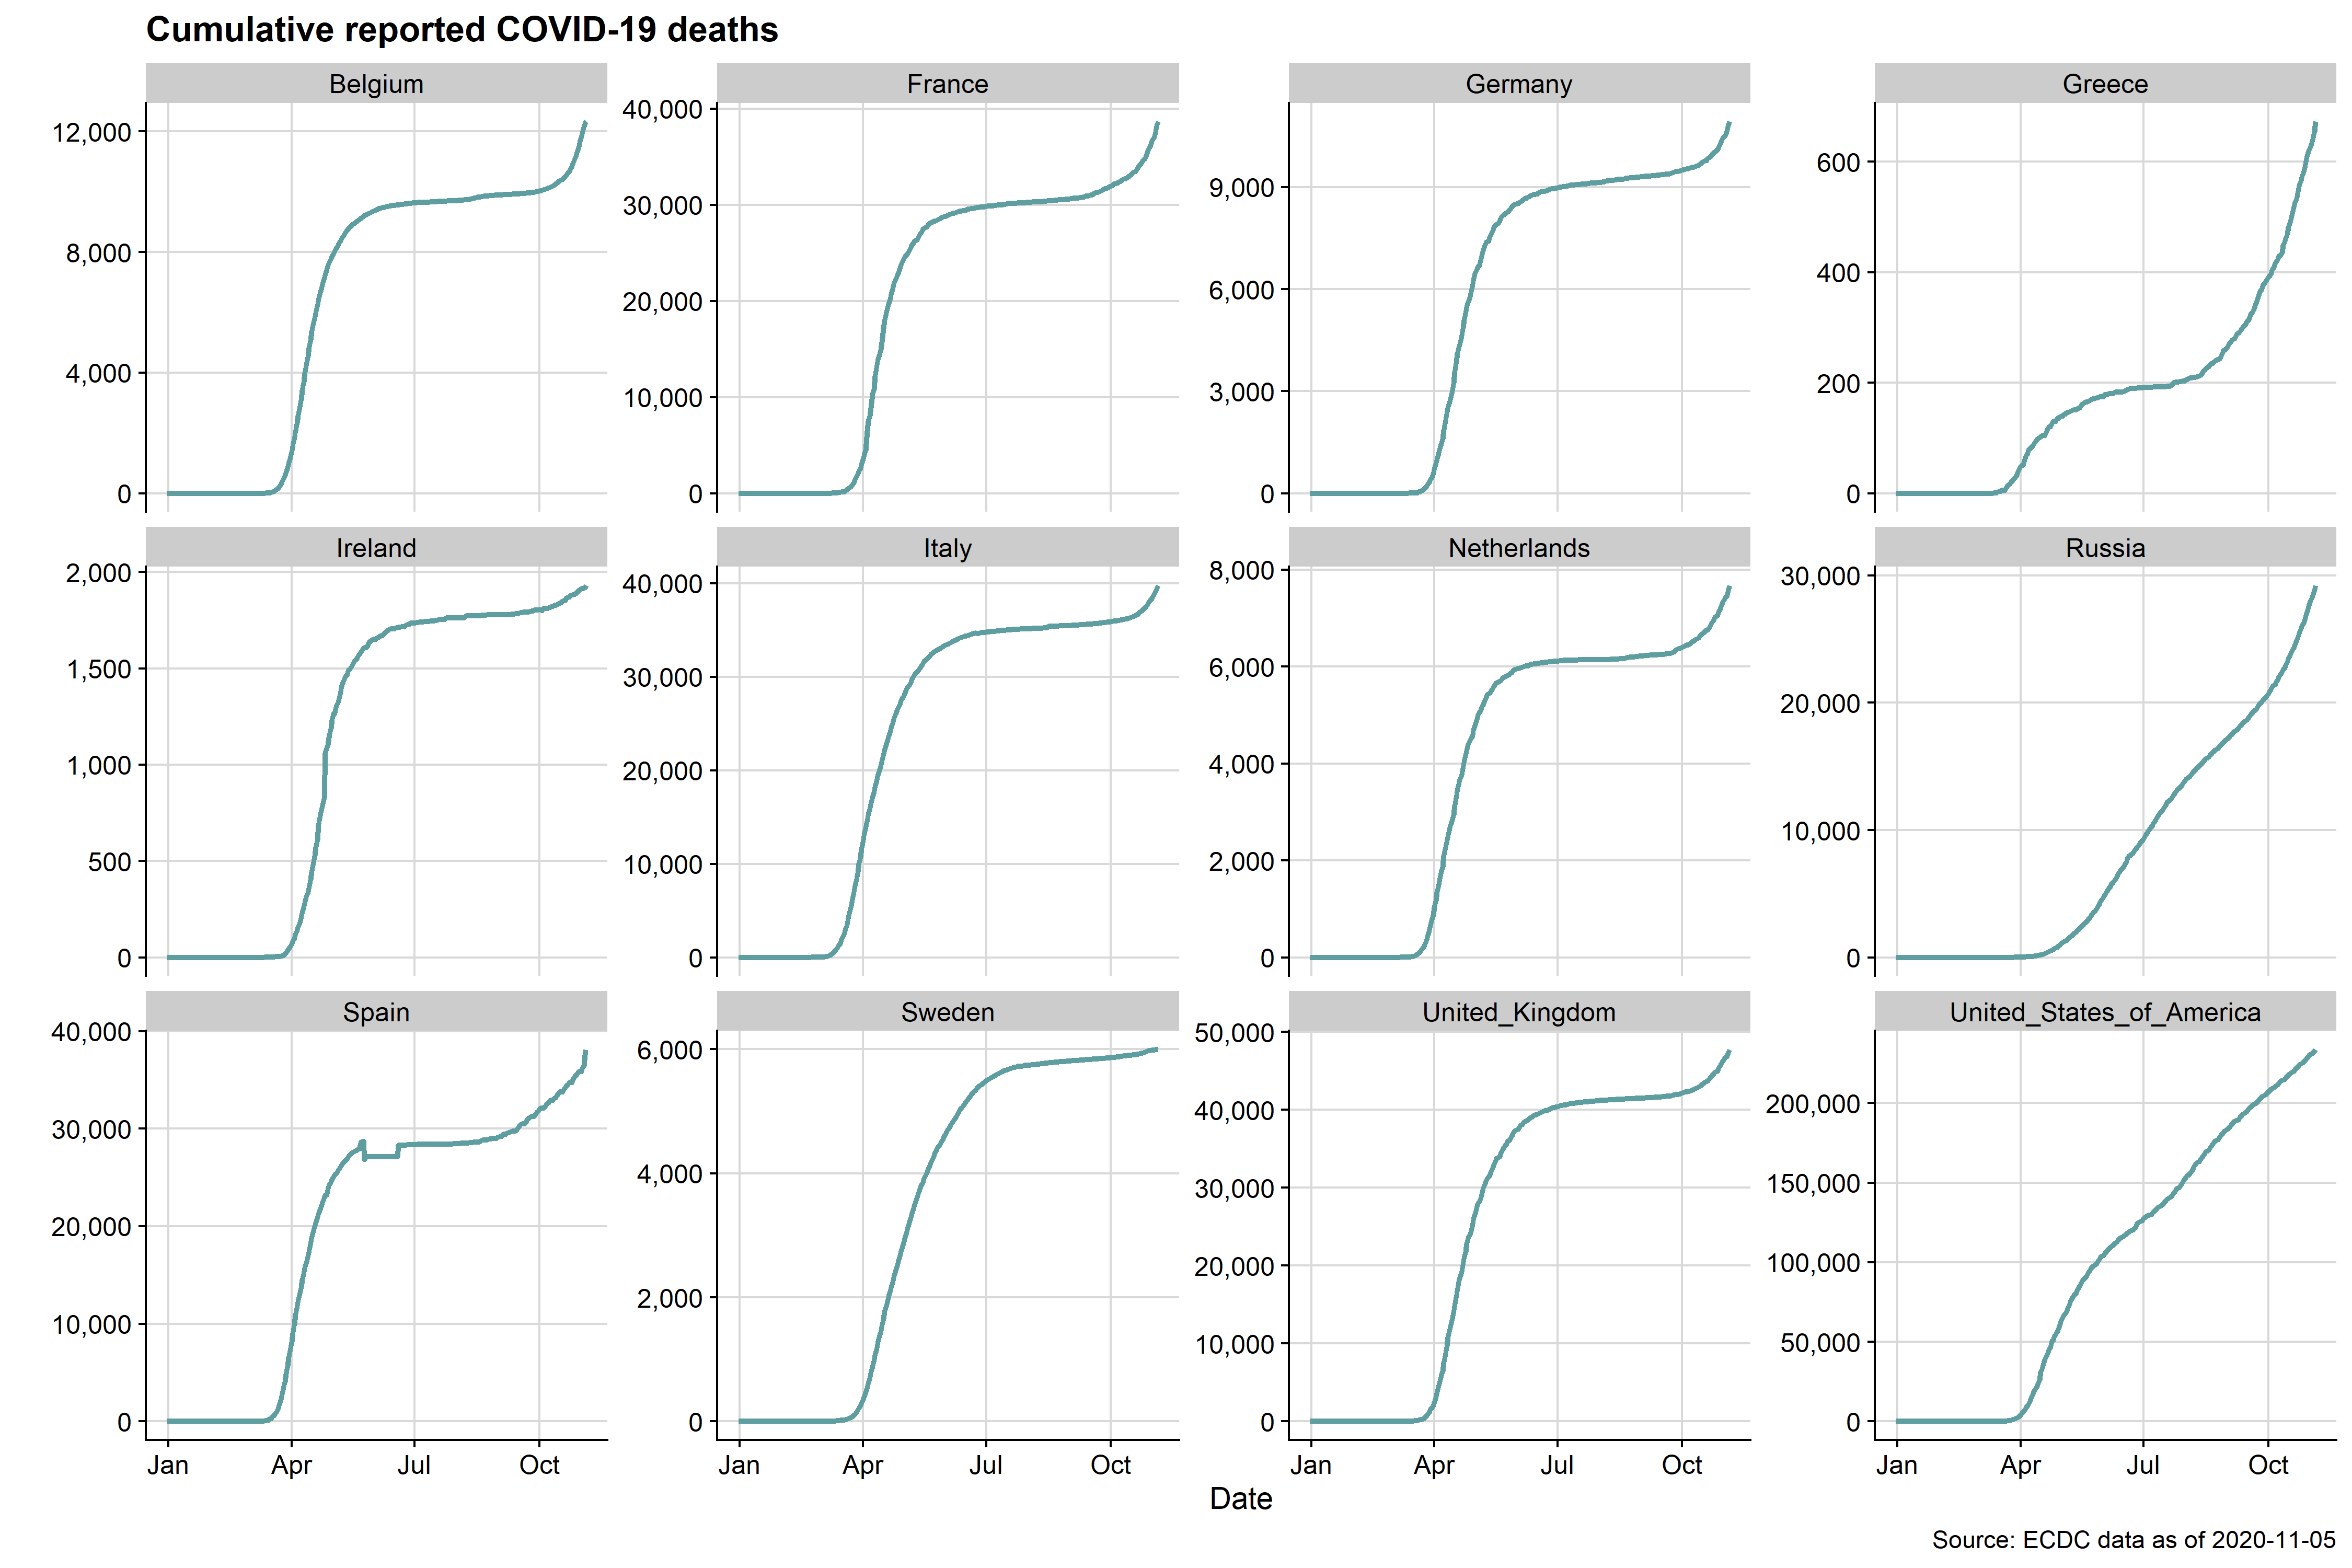 Cumulative reported COVID-19 deaths
Belgium
France
Germany
Greece
12,000
8,000
4,000
0
40,000
30,000
20,000
10,000
0
9,000
6,000
3,000
0
600
400
200
0
Ireland
Italy
Netherlands
Russia
2,000
1,500
1,000
500
0
40,000
30,000
20,000
10,000
0
8,000
6,000
4,000
2,000
0
30,000
20,000
10,000
0
Spain
Sweden
United_Kingdom
United_States_of_America
40,000
30,000
20,000
10,000
0
6,000
4,000
2,000
0
50,000
40,000
30,000
20,000
10,000
0
200,000
150,000
100,000
50,000
0
Jan Apr Jul Oct
Jan Apr Jul Oct
Jan Apr Jul Oct
Jan Apr Jul Oct
Date
Source: ECDC data as of 2020-11-05